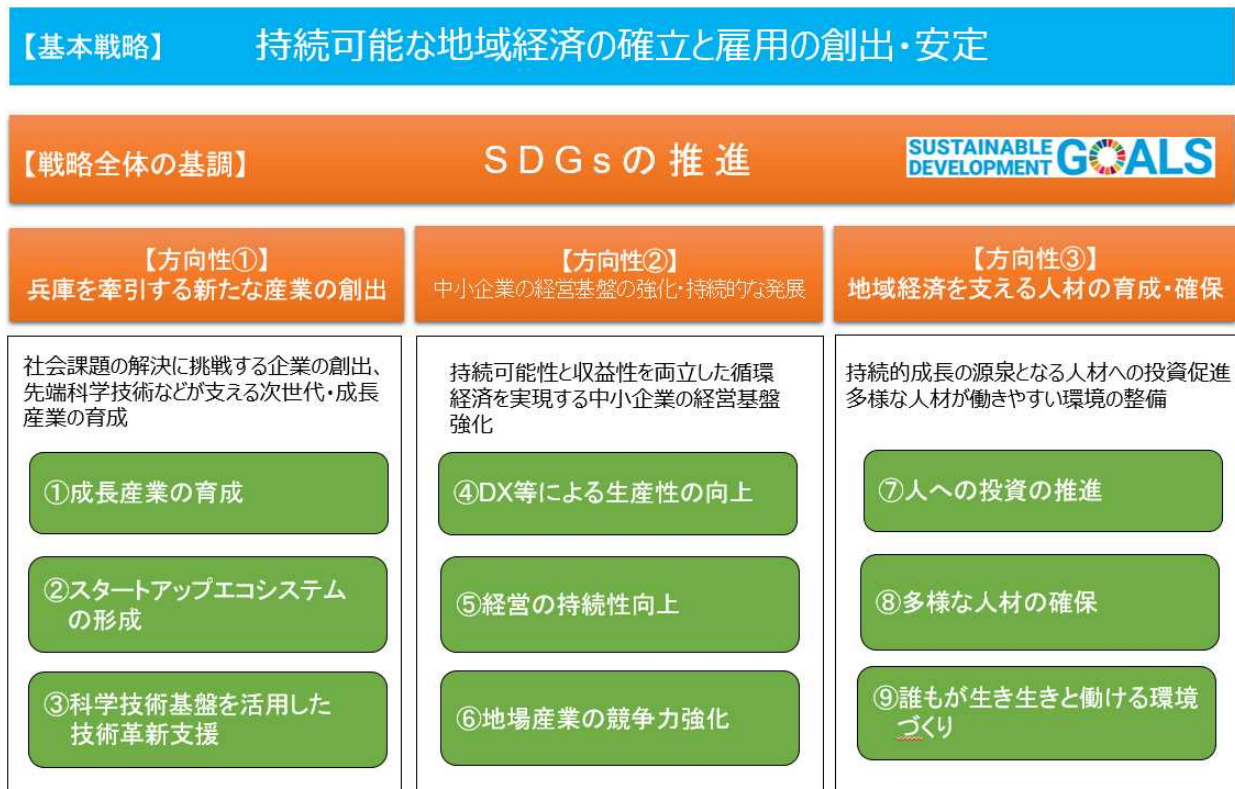 【基本戦略】 持続可能な地域経済の確立と雇用の創出・安定
【戦略全体の基調】 SDGsの推進 SUSTAINABLE DEVELOPMENT GOALS
【方向性①】
兵庫を牽引する新たな産業の創出
社会課題の解決に挑戦する企業の創出、
先端科学技術などが支える次世代・成長
産業の育成
①成長産業の育成
②スタートアップエコシステム
の形成
③科学技術基盤を活用した
技術革新支援
【方向性②】
中小企業の経営基盤の強化・持続的な発展
持続可能性と収益性を両立した循環
経済を実現する中小企業の経営基盤
強化
④DX等による生産性の向上
⑤経営の持続性向上
⑥地場産業の競争力強化
【方向性③】
地域経済を支える人材の育成・確保
持続的成長の源泉となる人材への投資促進
多様な人材が働きやすい環境の整備
⑦人への投資の推進
⑧多様な人材の確保
⑨誰もが生き生きと働ける環境
づくり